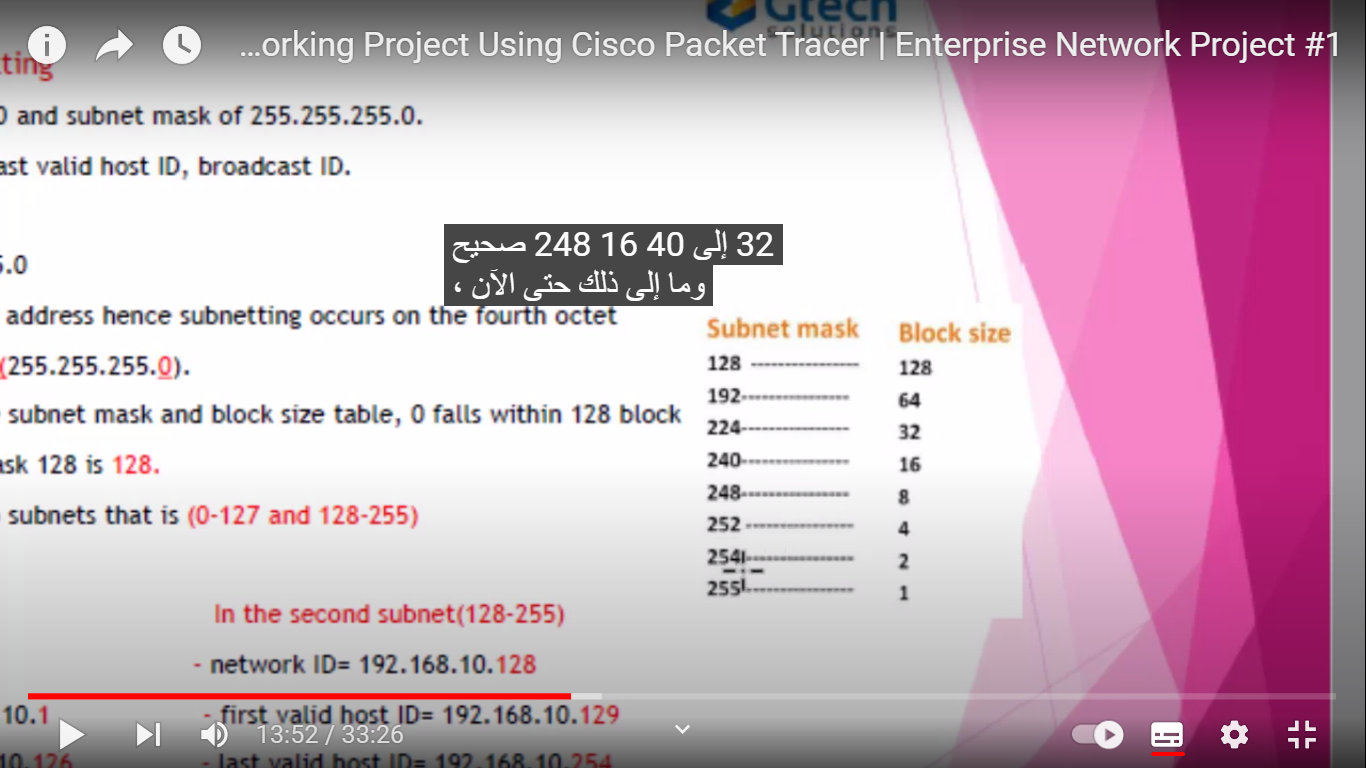 Gtech
solutions
...orking Project Using Cisco Packet Tracer | Enterprise Network Project #1
tting
0 and subnet mask of 255.255.255.0.
ast valid host ID, broadcast ID.
32 إلى 40 16 248 صحيح
وما إلى ذلك حتى الآن ،
5.0
address hence subnetting occurs on the fourth octet
(255.255.255.0).
subnet mask and block size table, 0 falls within 128 block
ask 128 is 128.
subnets that is (0-127 and 128-255)
Subnet mask Block size
128 ---------------- 128
192---------------- 64
224---------------- 32
240---------------- 16
248---------------- 8
252 ---------------- 4
254---------------- 2
255---------------- 1
In the second subnet(128-255)
- network ID= 192.168.10.128
10.1
- first valid host ID= 192.168.10.129
10.126
- last valid host ID= 192.168.10.254
13:52 / 33:26